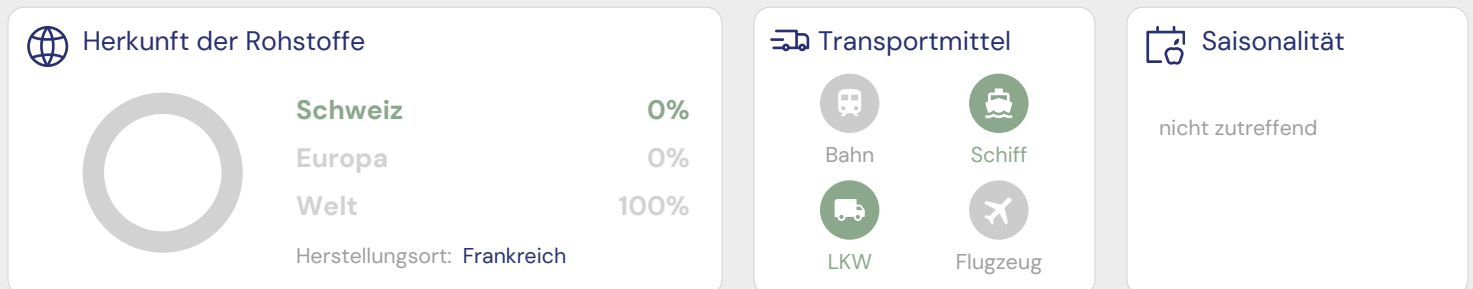 Herkunft der Rohstoffe
Schweiz 0%
Europa 0%
Welt 100%
Herstellungsort: Frankreich
Transportmittel
Bahn Schiff
LKW Flugzeug
Saisonalität
nicht zutreffend